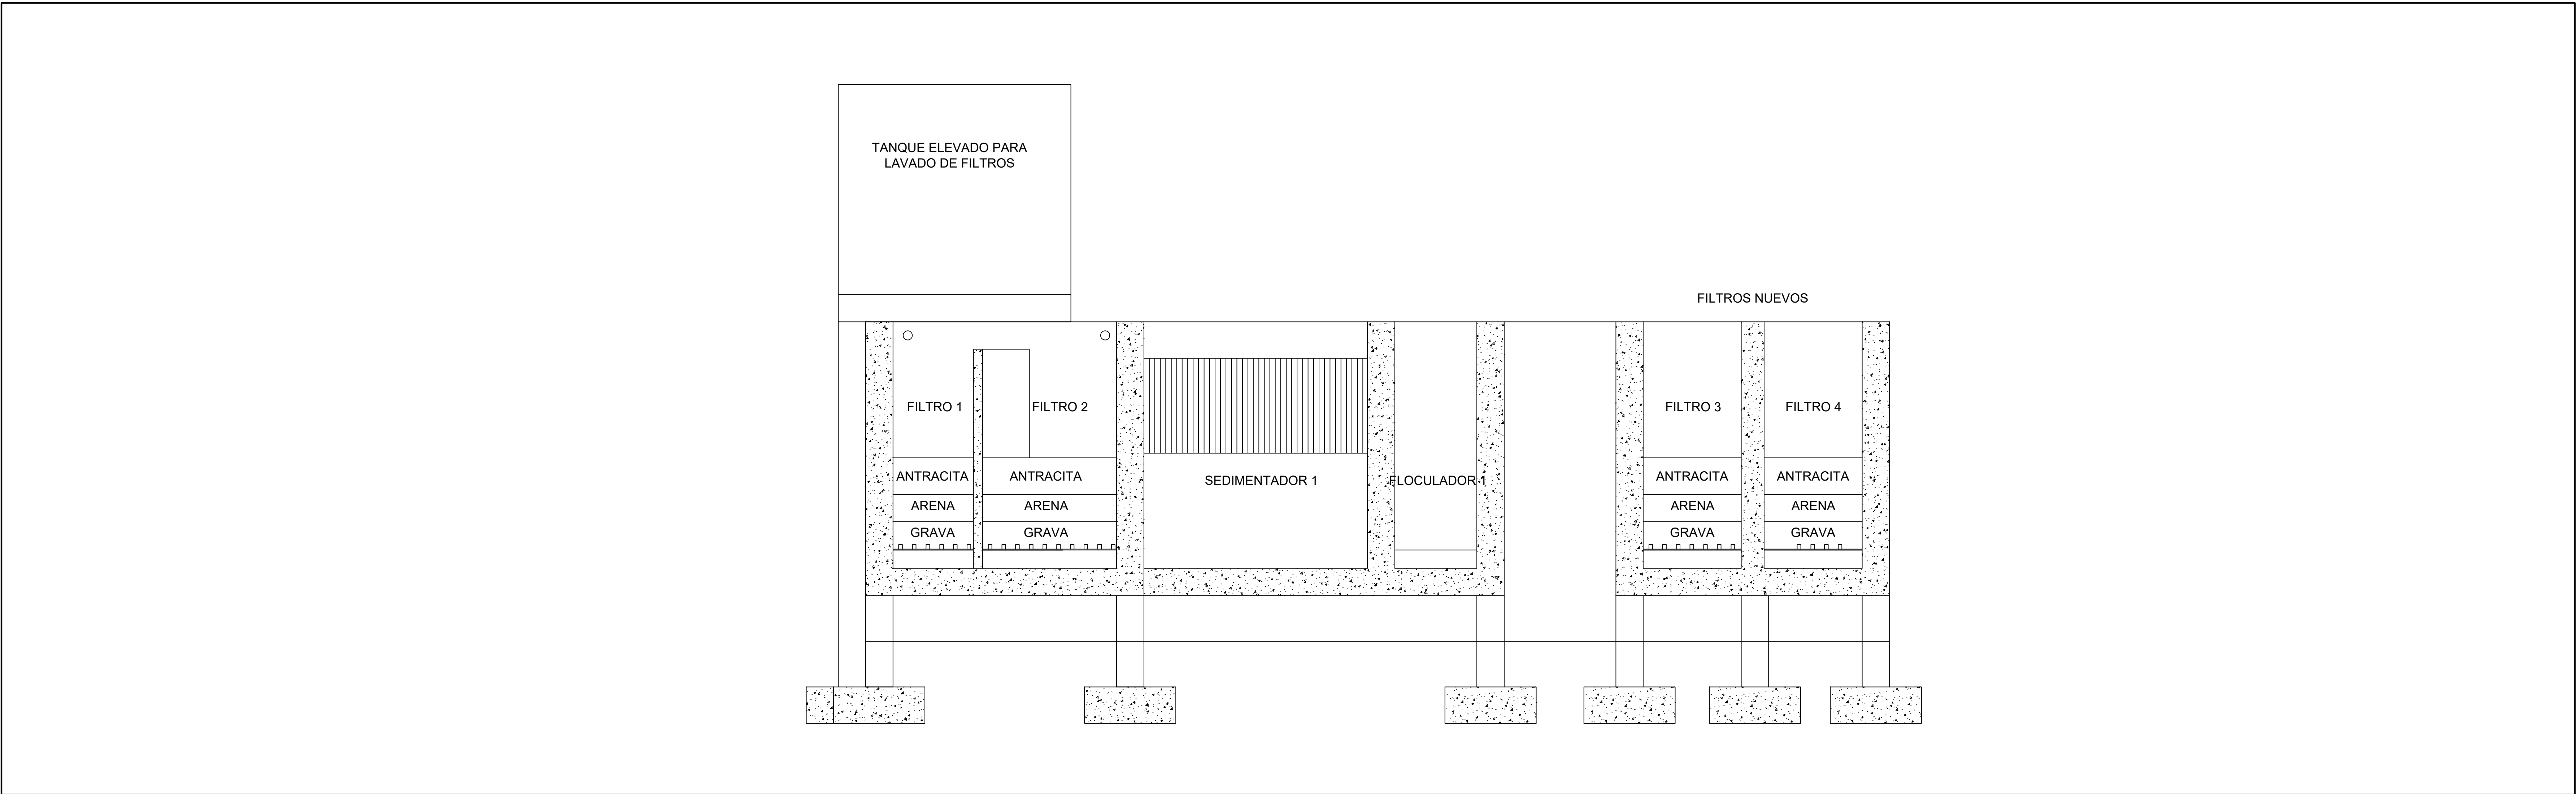 TANQUE ELEVADO PARA
LAVADO DE FILTROS
FILTROS NUEVOS
FILTRO 1
FILTRO 2
FILTRO 3
FILTRO 4
ANTRACITA
ANTRACITA
SEDIMENTADOR 1
FLOCULADOR 1
ANTRACITA
ANTRACITA
ARENA
ARENA
ARENA
ARENA
GRAVA
GRAVA
GRAVA
GRAVA